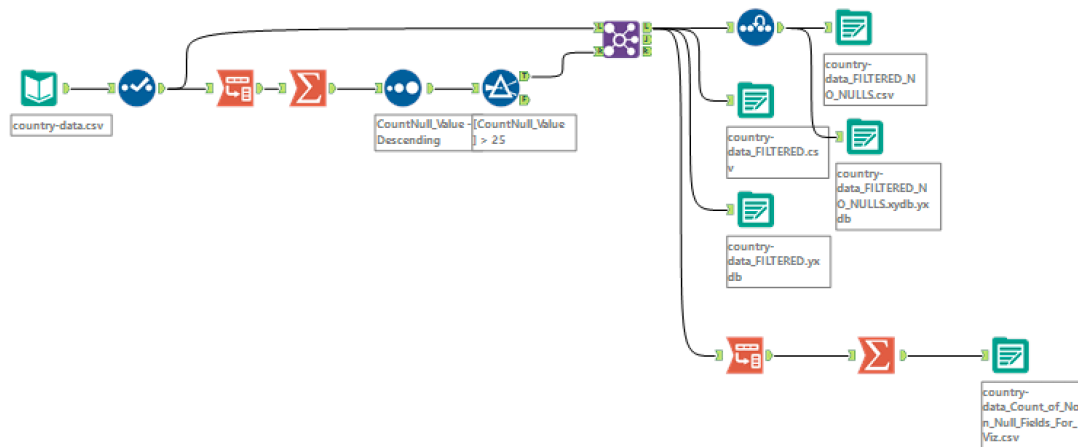 L
J
R
L
R
T
F
country-data.csv
CountNull_Value -
Descending
[CountNull_Value
] > 25
country-
data_FILTERED_N
O_NULLS.csv
country-
data_FILTERED.cs
v
country-
data_FILTERED_N
O_NULLS.xydb.yx
db
country-
data_FILTERED.yx
db
country-
data_Count_of_No
n_Null_Fields_For_
Viz.csv